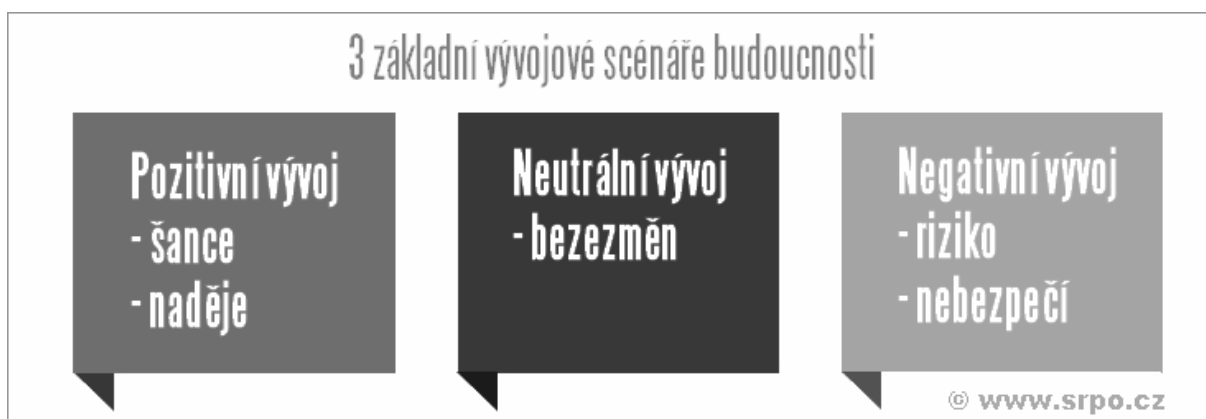 3 základní vývojové scénáře budoucnosti
Pozitivní vývoj
- šance
- naděje
Neutrální vývoj
- bezezměn
Negativní vývoj
- riziko
- nebezpečí
© www.srpo.cz